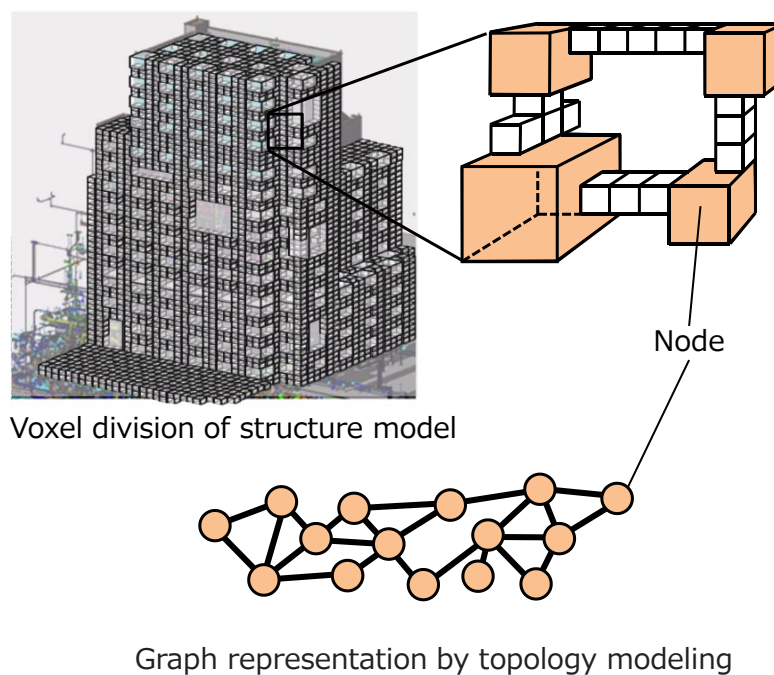 Node
Voxel division of structure model
Graph representation by topology modeling